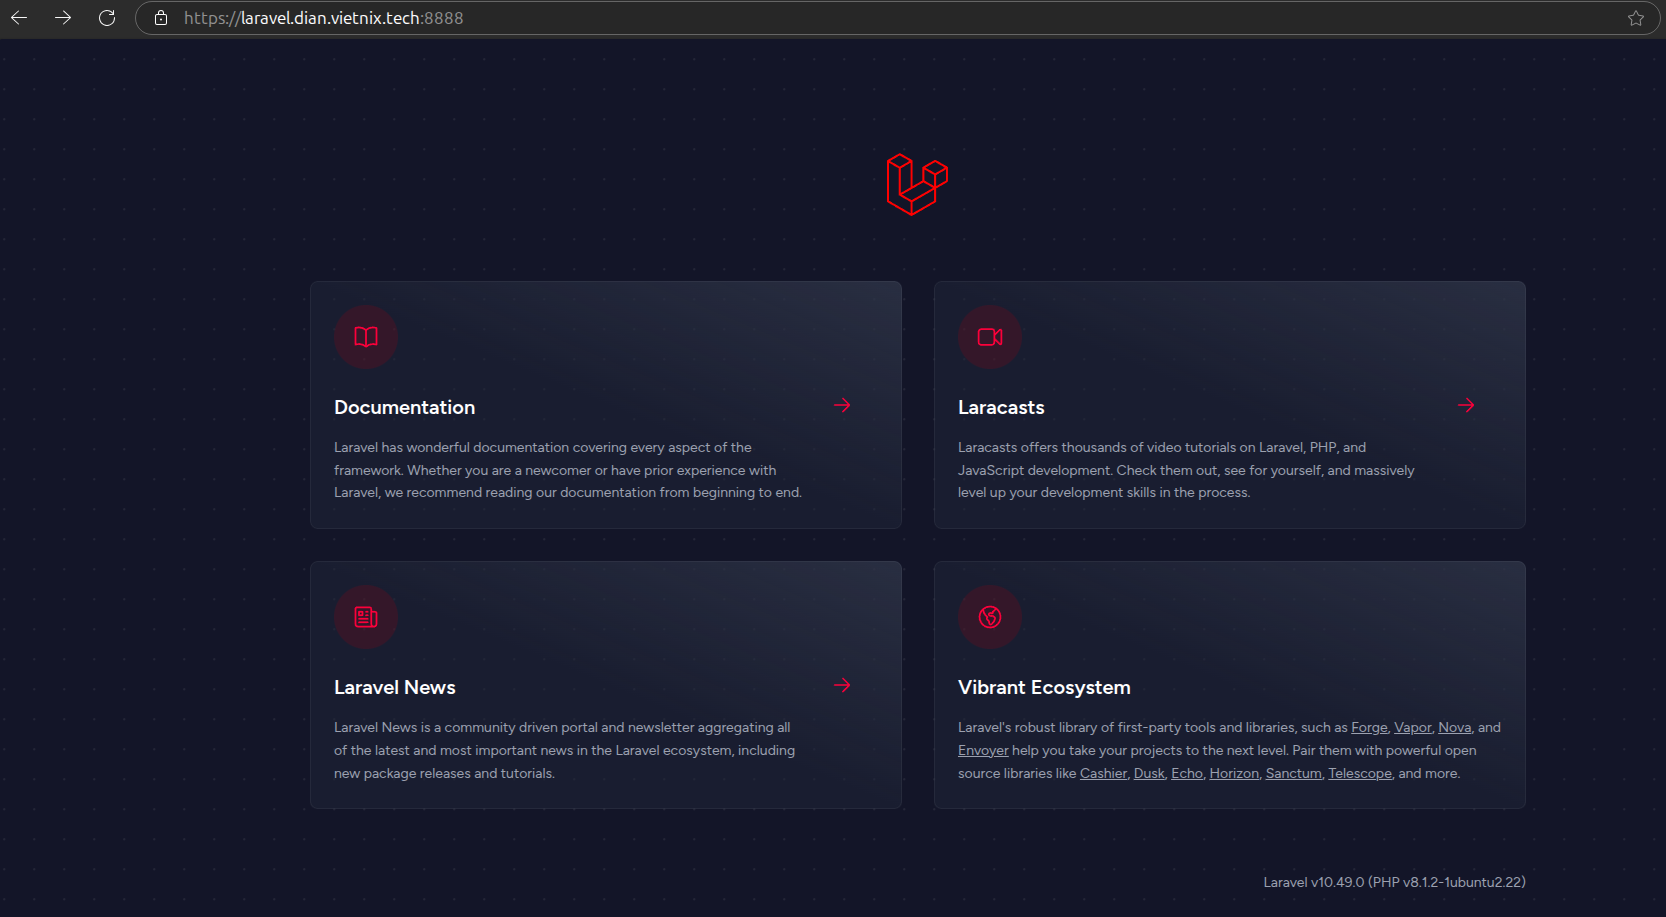 https://laravel.dian.vietnix.tech:8888
Documentation
Laravel has wonderful documentation covering every aspect of the
framework. Whether you are a newcomer or have prior experience with
Laravel, we recommend reading our documentation from beginning to end.
Laracasts
Laracasts offers thousands of video tutorials on Laravel, PHP, and
JavaScript development. Check them out, see for yourself, and massively
level up your development skills in the process.
Laravel News
Laravel News is a community driven portal and newsletter aggregating all
of the latest and most important news in the Laravel ecosystem, including
new package releases and tutorials.
Vibrant Ecosystem
Laravel's robust library of first-party tools and libraries, such as Forge, Vapor, Nova, and
Envoyer help you take your projects to the next level. Pair them with powerful open
source libraries like Cashier, Dusk, Echo, Horizon, Sanctum, Telescope, and more.
Laravel v10.49.0 (PHP v8.1.2-1ubuntu2.22)